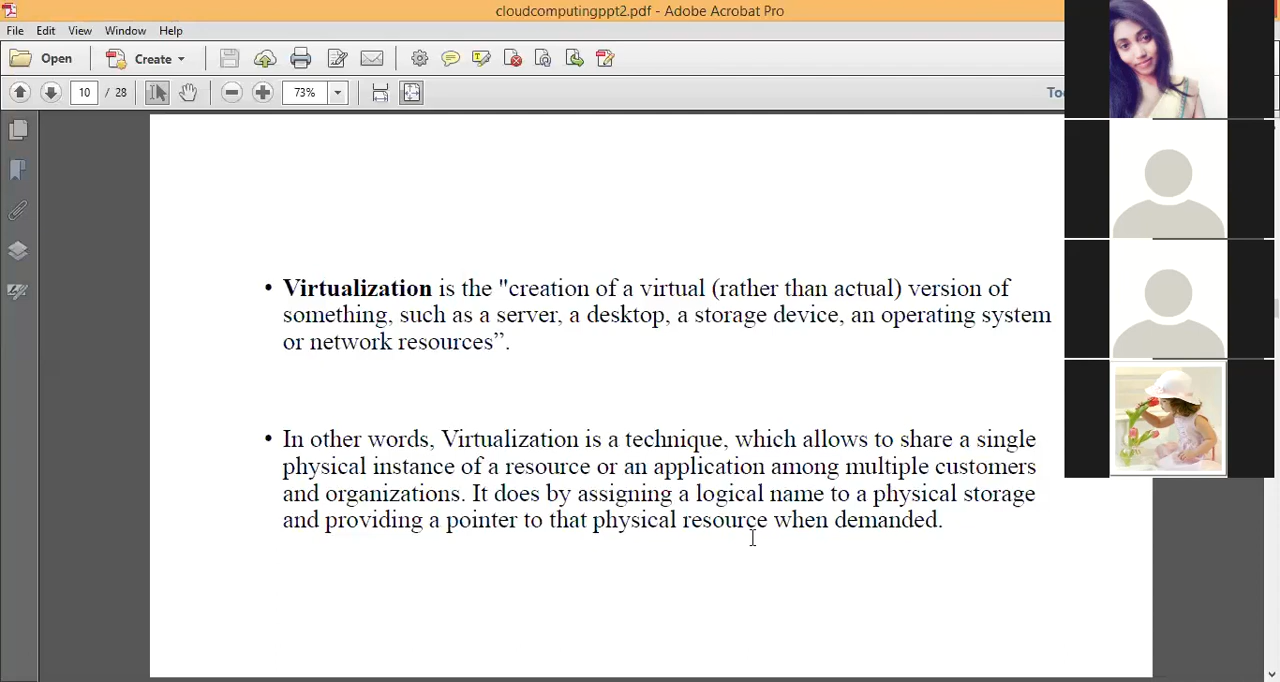 cloudcomputingppt2.pdf - Adobe Acrobat Pro
File Edit View Window Help
Open Create
10 / 28 73%
• Virtualization is the "creation of a virtual (rather than actual) version of
something, such as a server, a desktop, a storage device, an operating system
or network resources”.
• In other words, Virtualization is a technique, which allows to share a single
physical instance of a resource or an application among multiple customers
and organizations. It does by assigning a logical name to a physical storage
and providing a pointer to that physical resource when demanded.